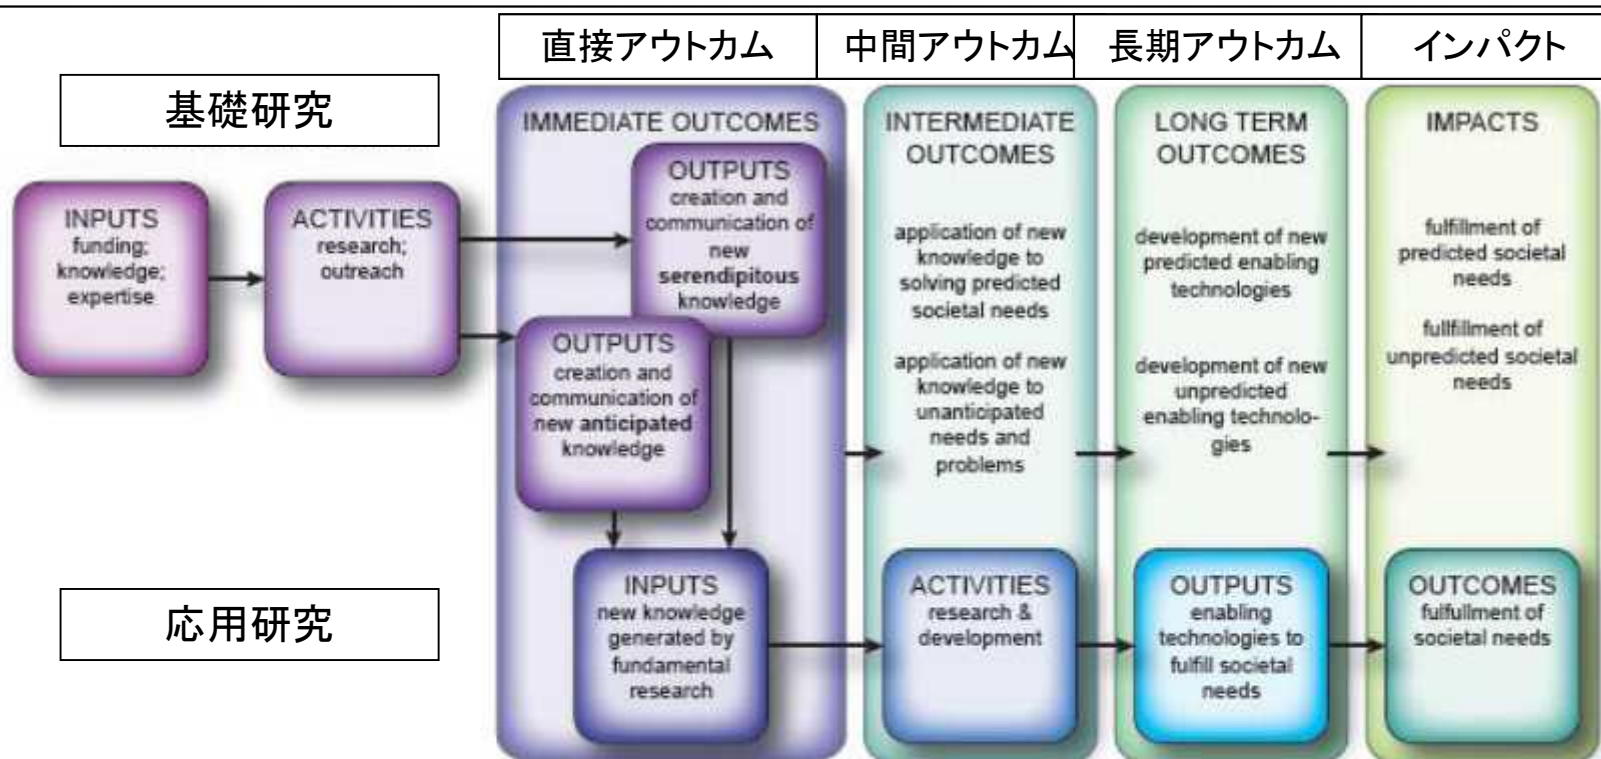 直接アウトカム
中間アウトカム
長期アウトカム
インパクト
基礎研究
INPUTS
funding;
knowledge;
expertise
ACTIVITIES
research;
outreach
IMMEDIATE OUTCOMES
OUTPUTS
creation and
communication of
new
serendipitous
knowledge
OUTPUTS
creation and
communication of
new anticipated
knowledge
INTERMEDIATE
OUTCOMES
application of new
knowledge to
solving predicted
societal needs
application of new
knowledge to
unanticipated
needs and
problems
LONG TERM
OUTCOMES
development of new
predicted enabling
technologies
development of new
unpredicted
enabling technolo-
gies
IMPACTS
fulfillment of
predicted societal
needs
fullfillment of
unpredicted societal
needs
応用研究
INPUTS
new knowledge
generated by
fundamental
research
ACTIVITIES
research &
development
OUTPUTS
enabling
technologies to
fulfill societal
needs
OUTCOMES
fulfullment of
societal needs